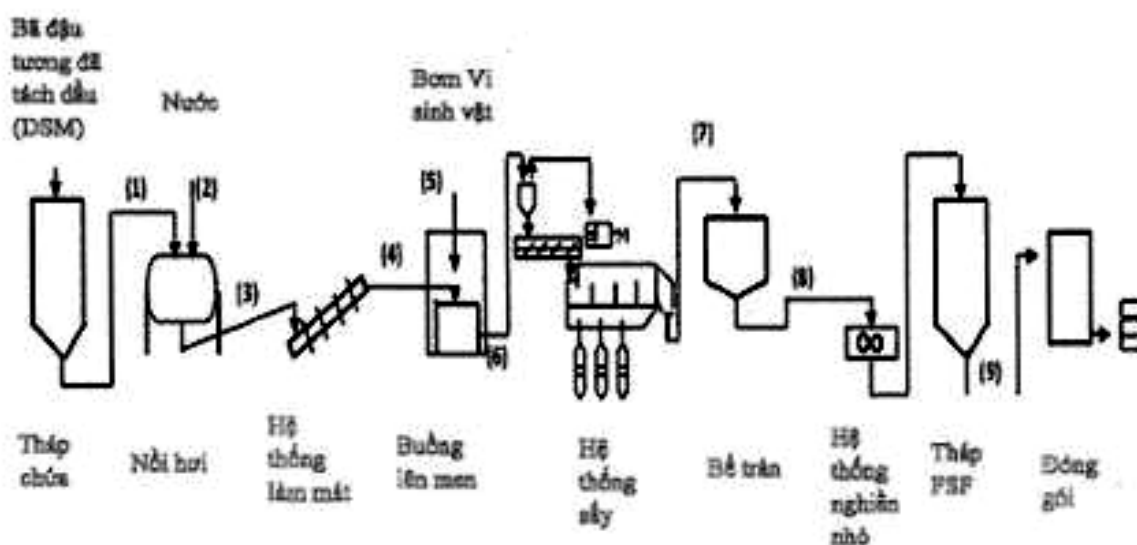 Bã đậu
tương đã
tách dầu
(DSM)
Nước
Bơm Vi
sinh vật
(1)
(2)
(3)
(4)
(5)
(6)
(7)
(8)
(9)
Tháp
chứa
Nồi hơi
Hệ
thống
làm mát
Buồng
lên men
Hệ
thống
sấy
Bể tràn
Hệ
thống
nghiền
nhỏ
Tháp
FSF
Đóng
gói